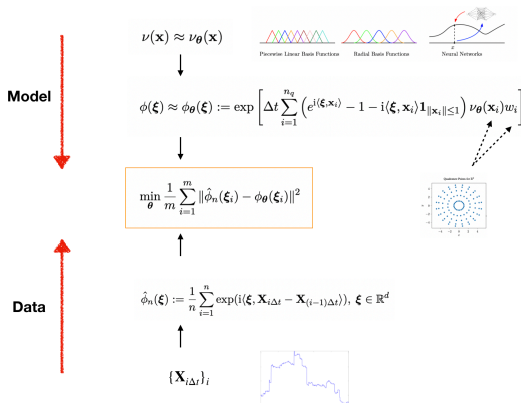 ν(x) ≈ ν_θ(x)
Piecewise Linear Basis Functions
Radial Basis Functions
Neural Networks
Model
ϕ(ξ) ≈ ϕ_θ(ξ) := exp[Δt ∑_{i=1}^{n_q} (e^{i⟨ξ,x_i⟩} − 1 − i⟨ξ, x_i⟩1_{‖x_i‖≤1}) ν_θ(x_i)w_i]
min_θ 1/m ∑_{i=1}^{m} ‖ϕ̂_n(ξ_i) − ϕ_θ(ξ_i)‖²
Data
ϕ̂_n(ξ) := 1/n ∑_{i=1}^{n} exp(i⟨ξ, X_{iΔt} − X_{(i−1)Δt}⟩), ξ ∈ ℝ^d
{X_{iΔt}}_i